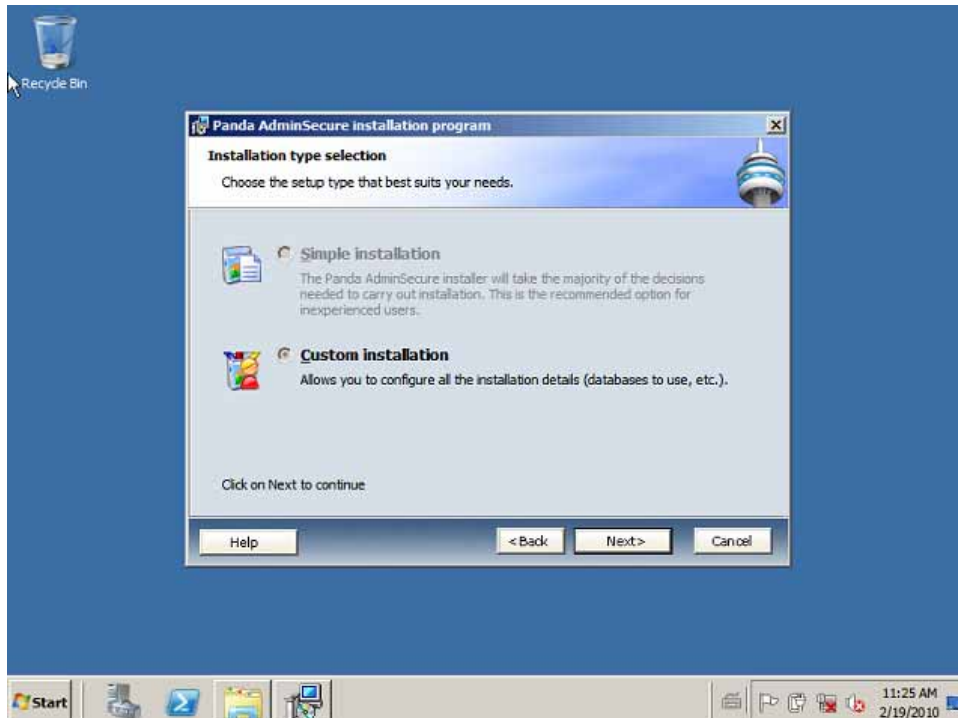 Recycle Bin
Panda AdminSecure installation program
Installation type selection
Choose the setup type that best suits your needs.
Simple installation
The Panda AdminSecure installer will take the majority of the decisions
needed to carry out installation. This is the recommended option for
inexperienced users.
Custom installation
Allows you to configure all the installation details (databases to use, etc.).
Click on Next to continue
Help
< Back
Next >
Cancel
Start
11:25 AM
2/19/2010